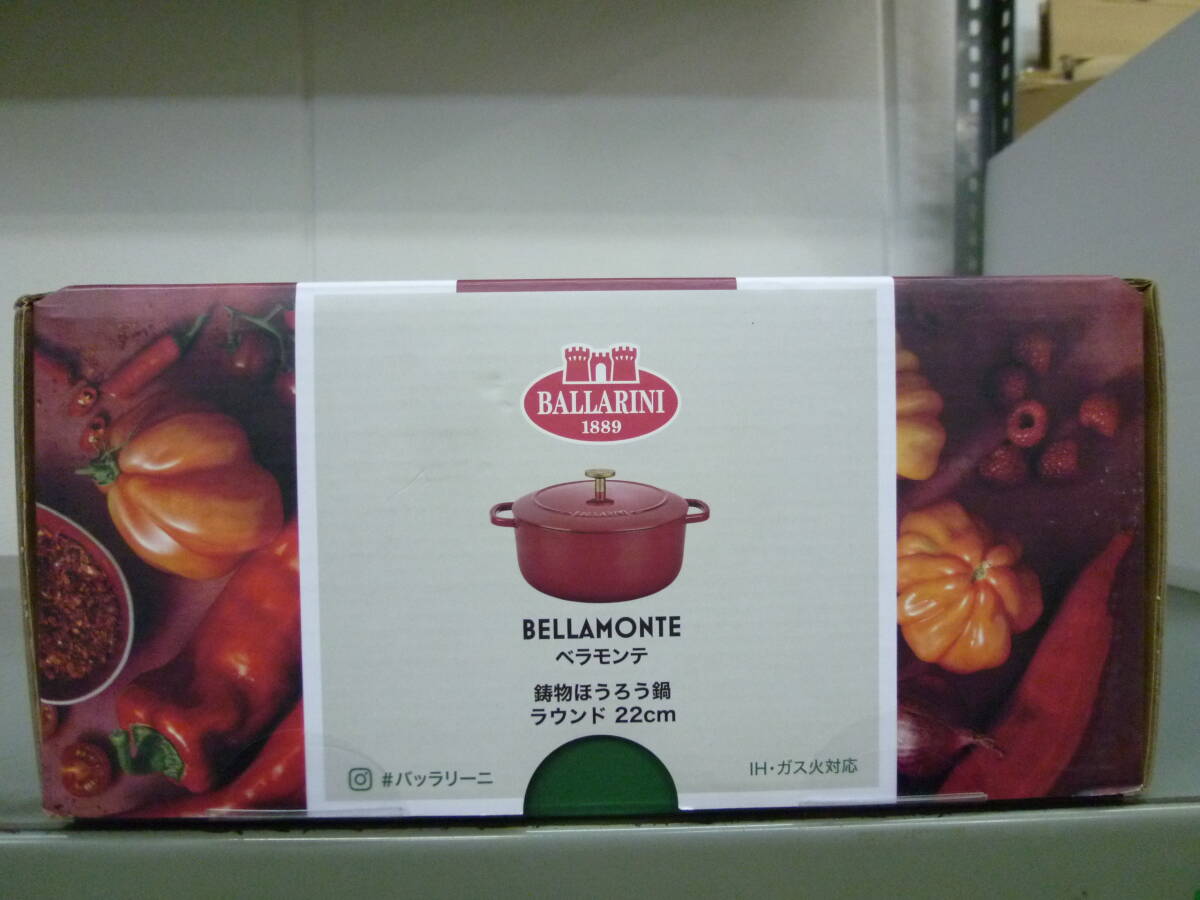 BALLARINI
1889
BALLARINI
BELLAMONTE
ベラモンテ
鋳物ほうろう鍋
ラウンド 22cm
#バッラリーニ
IH・ガス火対応